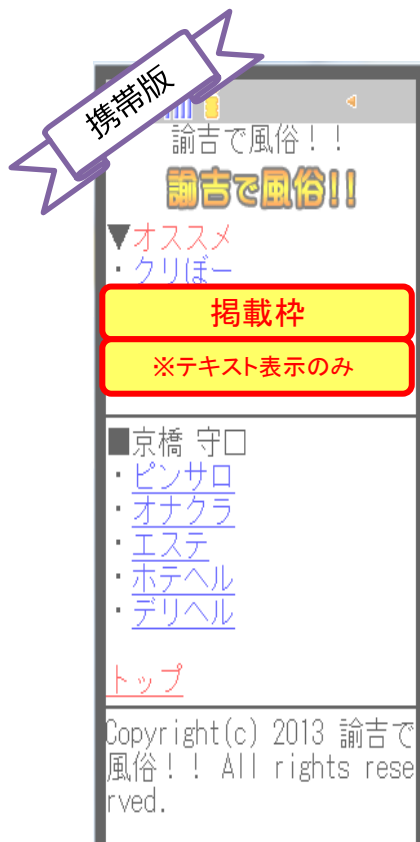 携帯版
諭吉で風俗！！
諭吉で風俗!!
▼オススメ
・クリぼー
掲載枠
※テキスト表示のみ
■京橋 守口
・ピンサロ
・オナクラ
・エステ
・ホテヘル
・デリヘル
トップ
Copyright(c) 2013 諭吉で
風俗！！ All rights rese
rved.